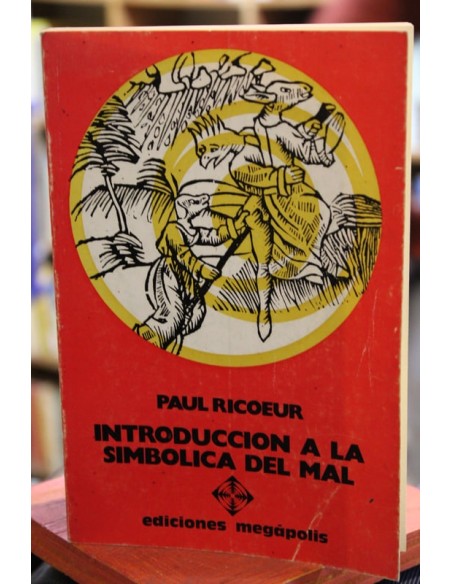 PAUL RICOEUR
INTRODUCCION A LA
SIMBOLICA DEL MAL
ediciones megápolis